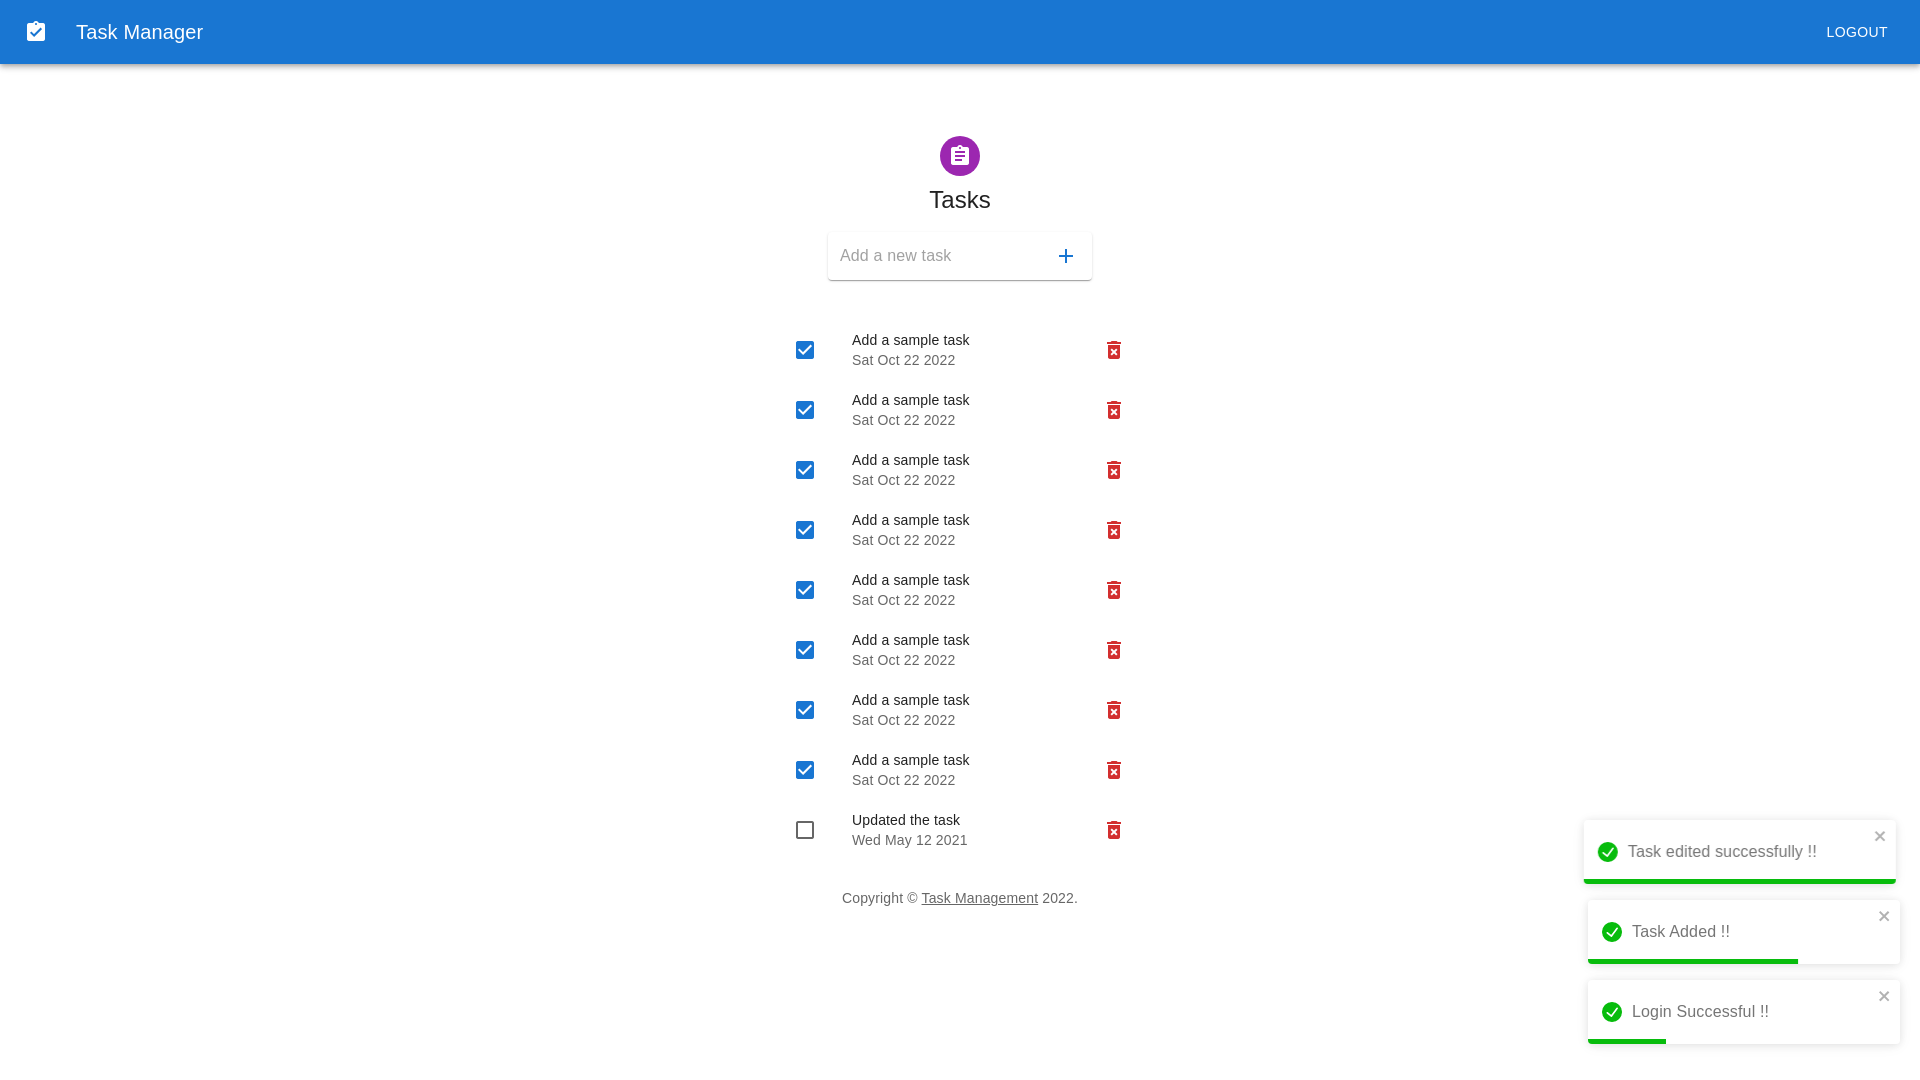 Task Manager
LOGOUT
Tasks
Add a new task
Add a sample task
Sat Oct 22 2022
Add a sample task
Sat Oct 22 2022
Add a sample task
Sat Oct 22 2022
Add a sample task
Sat Oct 22 2022
Add a sample task
Sat Oct 22 2022
Add a sample task
Sat Oct 22 2022
Add a sample task
Sat Oct 22 2022
Add a sample task
Sat Oct 22 2022
Updated the task
Wed May 12 2021
Copyright © Task Management 2022.
Task edited successfully !!
Task Added !!
Login Successful !!